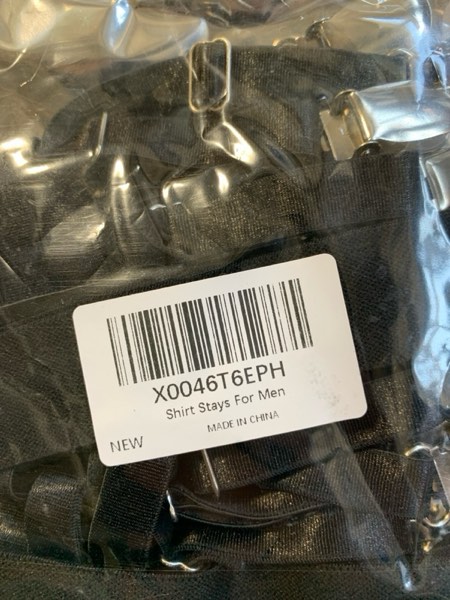 X0046T6EPH
Shirt Stays For Men
MADE IN CHINA
NEW